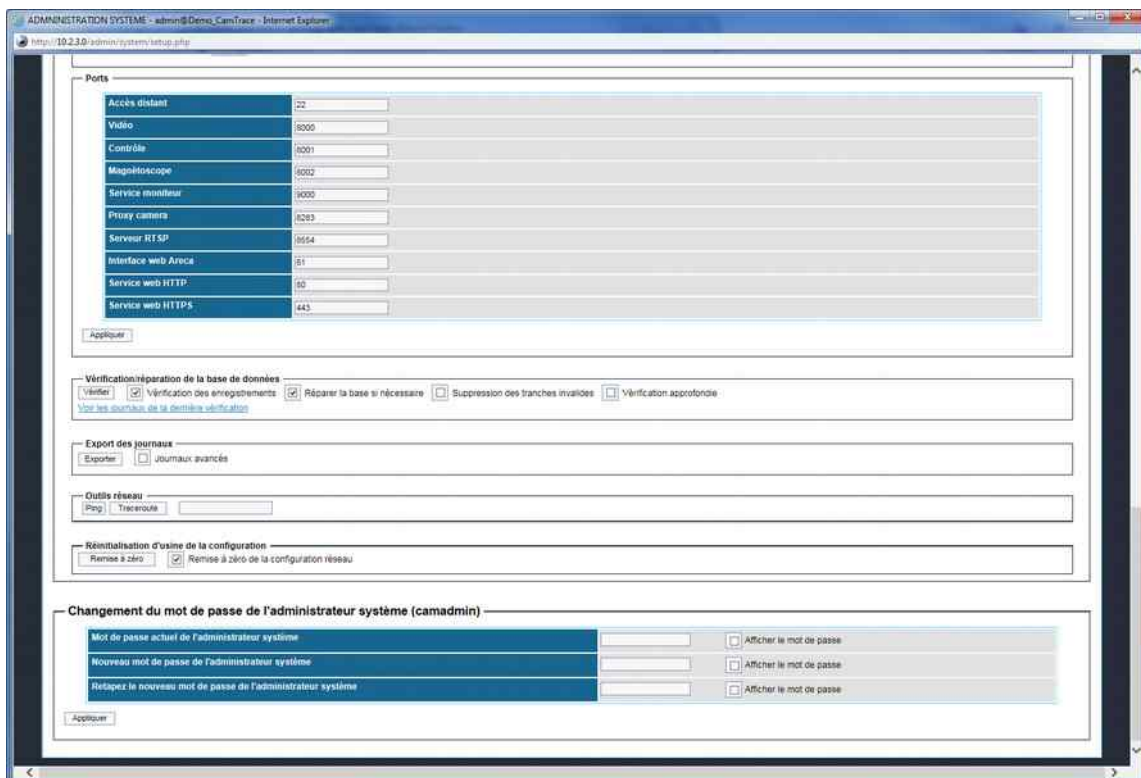 ADMNINISTRATION SYSTEME - admin@Demo_CamTrace - Internet Explorer
http://10.2.3.0/admin/system/setup.php
Ports
Accès distant 22
Vidéo 8000
Contrôle 8001
Magnétoscope 8002
Service moniteur 9000
Proxy camera 8283
Serveur RTSP 8554
Interface web Areca 81
Service web HTTP 80
Service web HTTPS 443
Appliquer
Vérification/réparation de la base de données
Vérifier Vérification des enregistrements Réparer la base si nécessaire Suppression des tranches invalides Vérification approfondie
Voir les journaux de la dernière vérification
Export des journaux
Exporter Journaux avancés
Outils réseau
Ping Traceroute
Réinitialisation d'usine de la configuration
Remise à zéro Remise à zéro de la configuration réseau
Changement du mot de passe de l'administrateur système (camadmin)
Mot de passe actuel de l'administrateur système Afficher le mot de passe
Nouveau mot de passe de l'administrateur système Afficher le mot de passe
Retapez le nouveau mot de passe de l'administrateur système Afficher le mot de passe
Appliquer